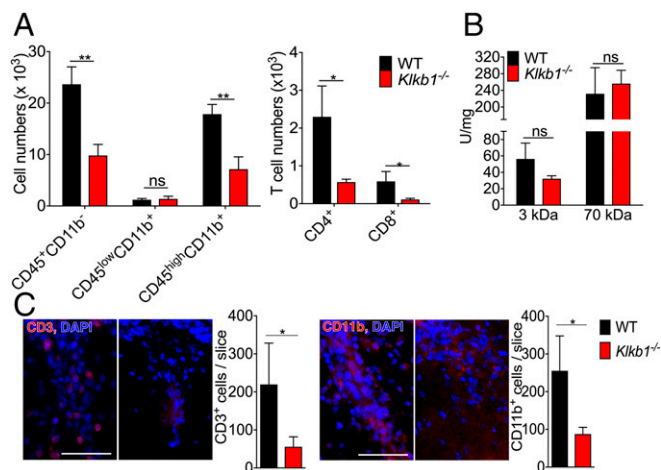 A
B
Cell numbers (x 10³)
30
20
10
0
**
ns
**
CD45⁺CD11b⁻
CD45ˡᵒʷCD11b⁺
CD45ʰⁱᵍʰCD11b⁺
T cell numbers (x 10³)
4
3
2
1
0
*
*
CD4⁺
CD8⁺
WT
Klkb1⁻/⁻
U/mg
320
280
240
200
80
60
40
20
0
ns
ns
3 kDa
70 kDa
WT
Klkb1⁻/⁻
C
CD3, DAPI
CD3⁺ cells / slice
400
300
200
100
0
*
CD11b, DAPI
CD11b⁺ cells / slice
400
300
200
100
0
*
WT
Klkb1⁻/⁻